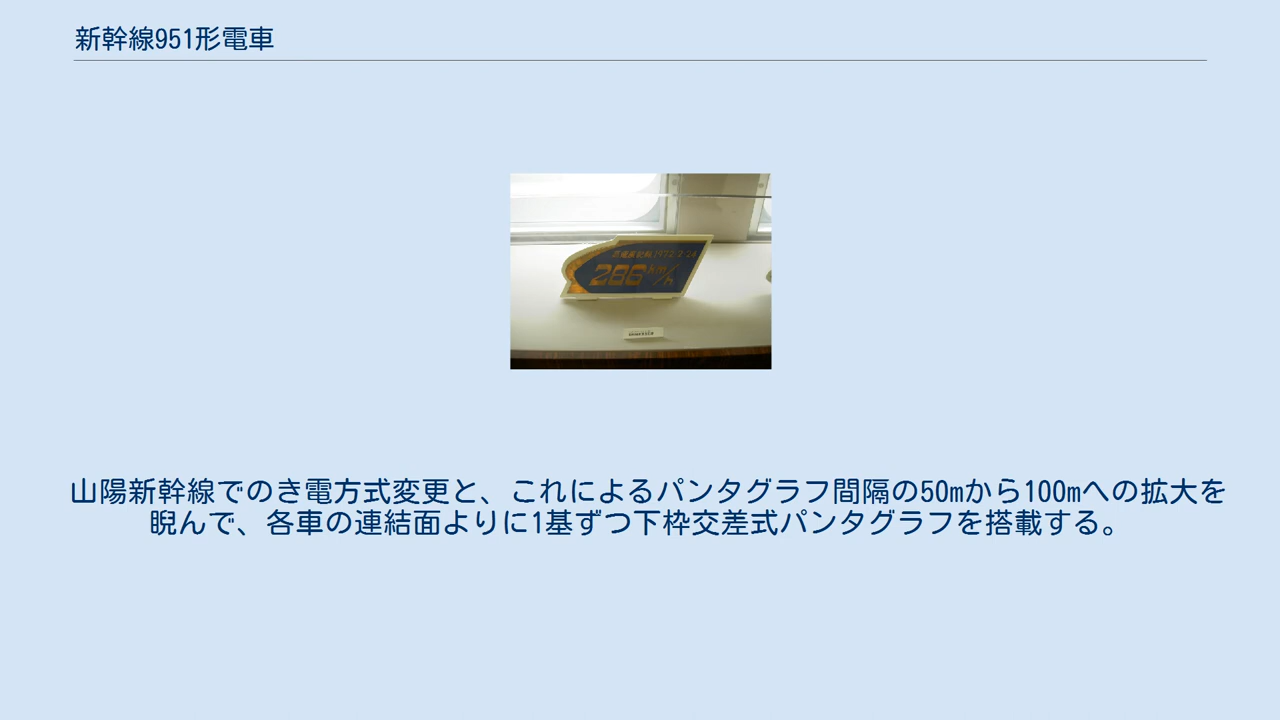 新幹線951形電車
1972-2-24
286km/h
山陽新幹線でのき電方式変更と、これによるパンタグラフ間隔の50mから100mへの拡大を
睨んで、各車の連結面よりに1基ずつ下枠交差式パンタグラフを搭載する。